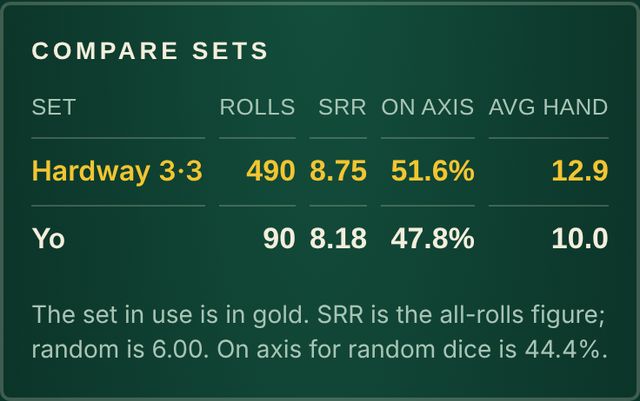 COMPARE SETS
SET ROLLS SRR ON AXIS AVG HAND
Hardway 3·3 490 8.75 51.6% 12.9
Yo 90 8.18 47.8% 10.0
The set in use is in gold. SRR is the all-rolls figure;
random is 6.00. On axis for random dice is 44.4%.